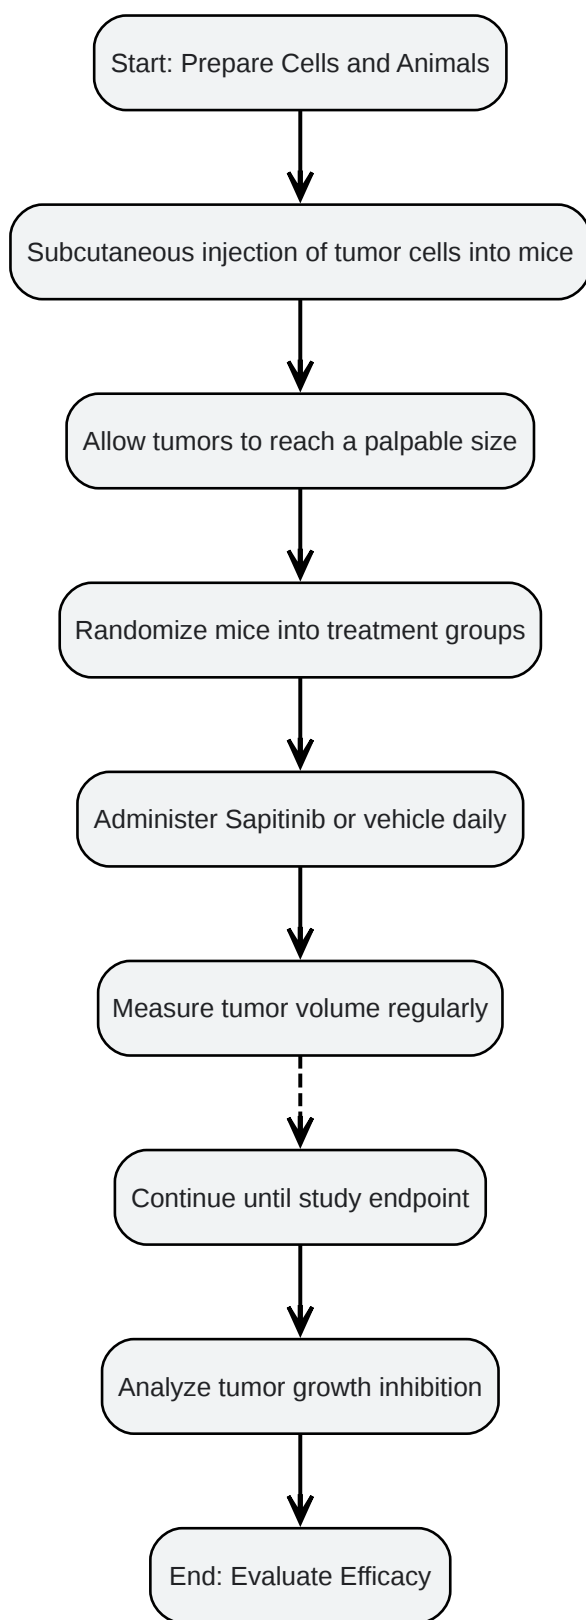 Start: Prepare Cells and Animals
Subcutaneous injection of tumor cells into mice
Allow tumors to reach a palpable size
Randomize mice into treatment groups
Administer Sapitinib or vehicle daily
Measure tumor volume regularly
Continue until study endpoint
Analyze tumor growth inhibition
End: Evaluate Efficacy